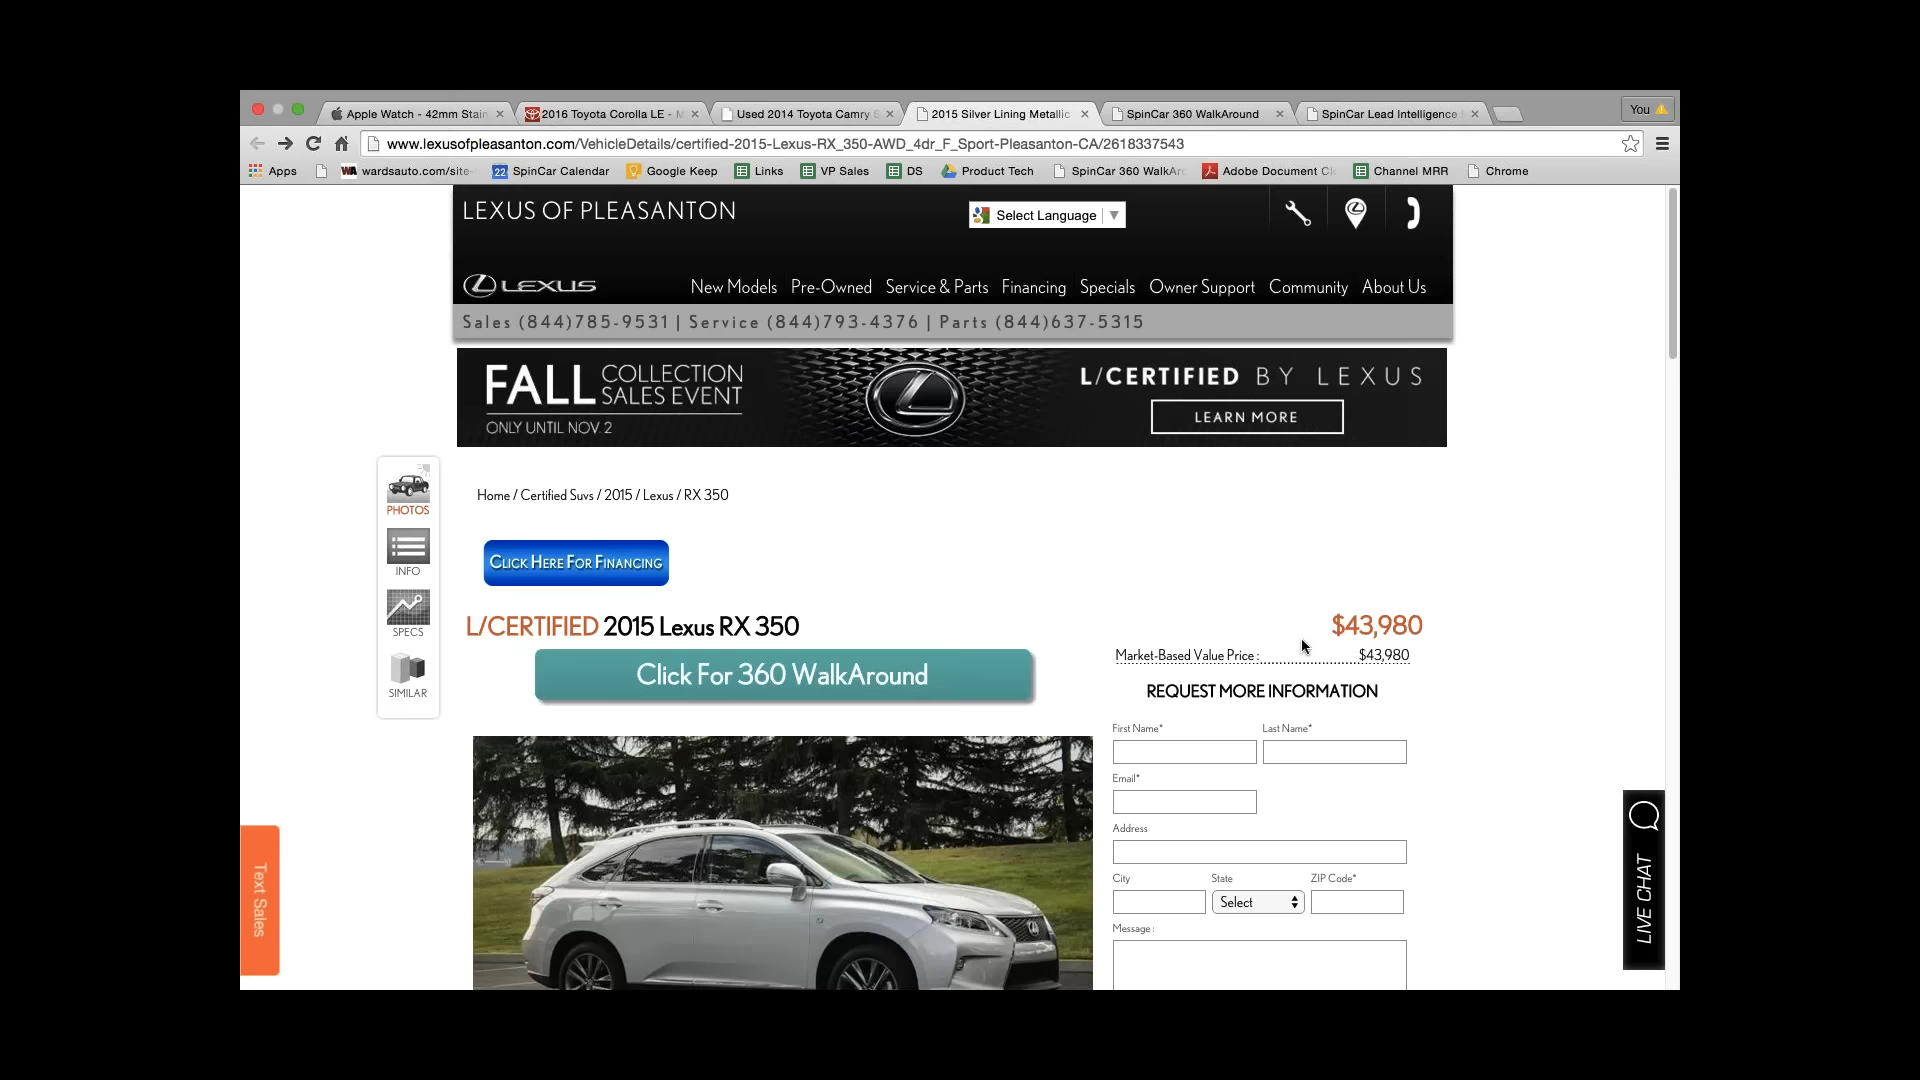 Apple Watch - 42mm Stain
2016 Toyota Corolla LE - M
Used 2014 Toyota Camry S
2015 Silver Lining Metallic
SpinCar 360 WalkAround
SpinCar Lead Intelligence
You
www.lexusofpleasanton.com/VehicleDetails/certified-2015-Lexus-RX_350-AWD_4dr_F_Sport-Pleasanton-CA/2618337543
Apps
WA wardsauto.com/site-
22 SpinCar Calendar
Google Keep
Links
VP Sales
DS
Product Tech
SpinCar 360 WalkAr
Adobe Document Cl
Channel MRR
Chrome
LEXUS OF PLEASANTON
Select Language ▼
LEXUS
New Models Pre-Owned Service & Parts Financing Specials Owner Support Community About Us
Sales (844)785-9531 | Service (844)793-4376 | Parts (844)637-5315
FALL COLLECTION SALES EVENT
ONLY UNTIL NOV. 2
L/CERTIFIED BY LEXUS
LEARN MORE
PHOTOS
INFO
SPECS
SIMILAR
Home / Certified Suvs / 2015 / Lexus / RX 350
CLICK HERE FOR FINANCING
L/CERTIFIED 2015 Lexus RX 350
$43,980
Click For 360 WalkAround
Market-Based Value Price : $43,980
REQUEST MORE INFORMATION
First Name* Last Name*
Email*
Address
City State ZIP Code*
Select
Message :
Text Sales
LIVE CHAT